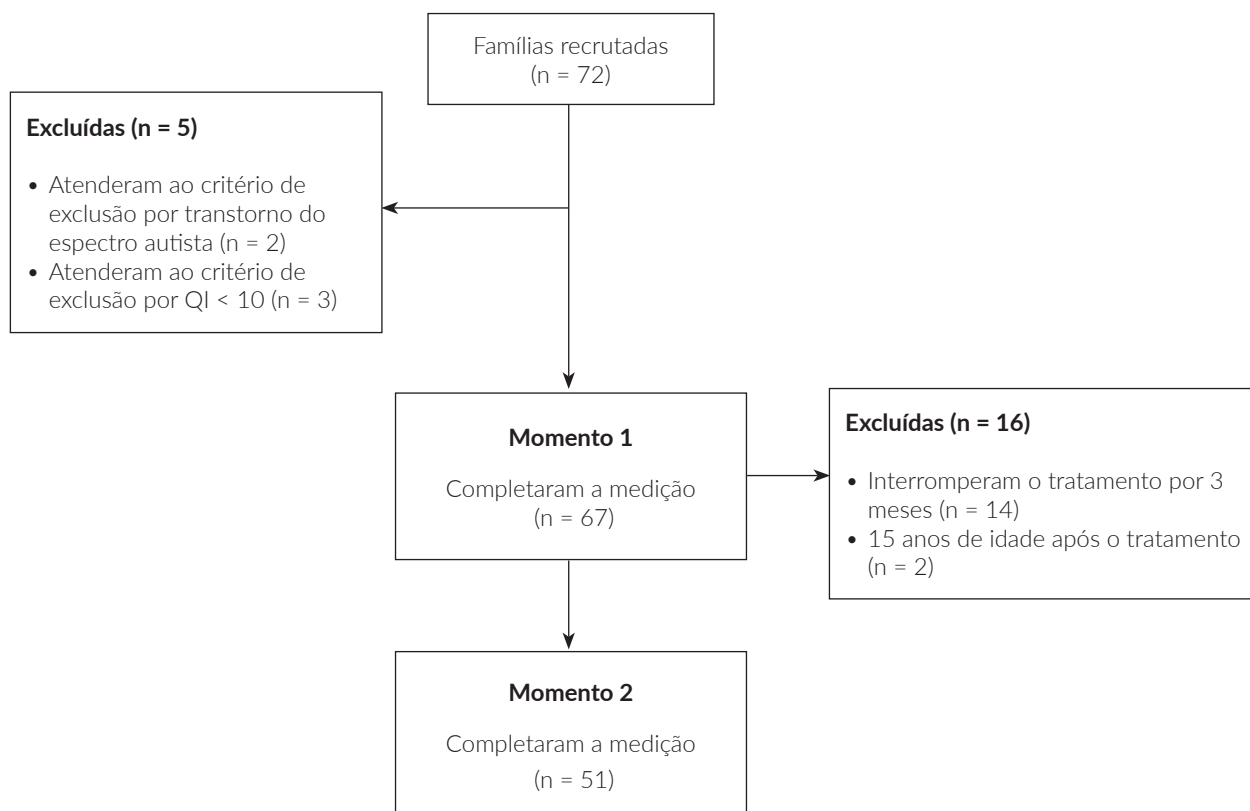 Famílias recrutadas
(n = 72)
Excluídas (n = 5)
• Atenderam ao critério de
exclusão por transtorno do
espectro autista (n = 2)
• Atenderam ao critério de
exclusão por QI < 10 (n = 3)
Momento 1
Completaram a medição
(n = 67)
Excluídas (n = 16)
• Interromperam o tratamento por 3
meses (n = 14)
• 15 anos de idade após o tratamento
(n = 2)
Momento 2
Completaram a medição
(n = 51)